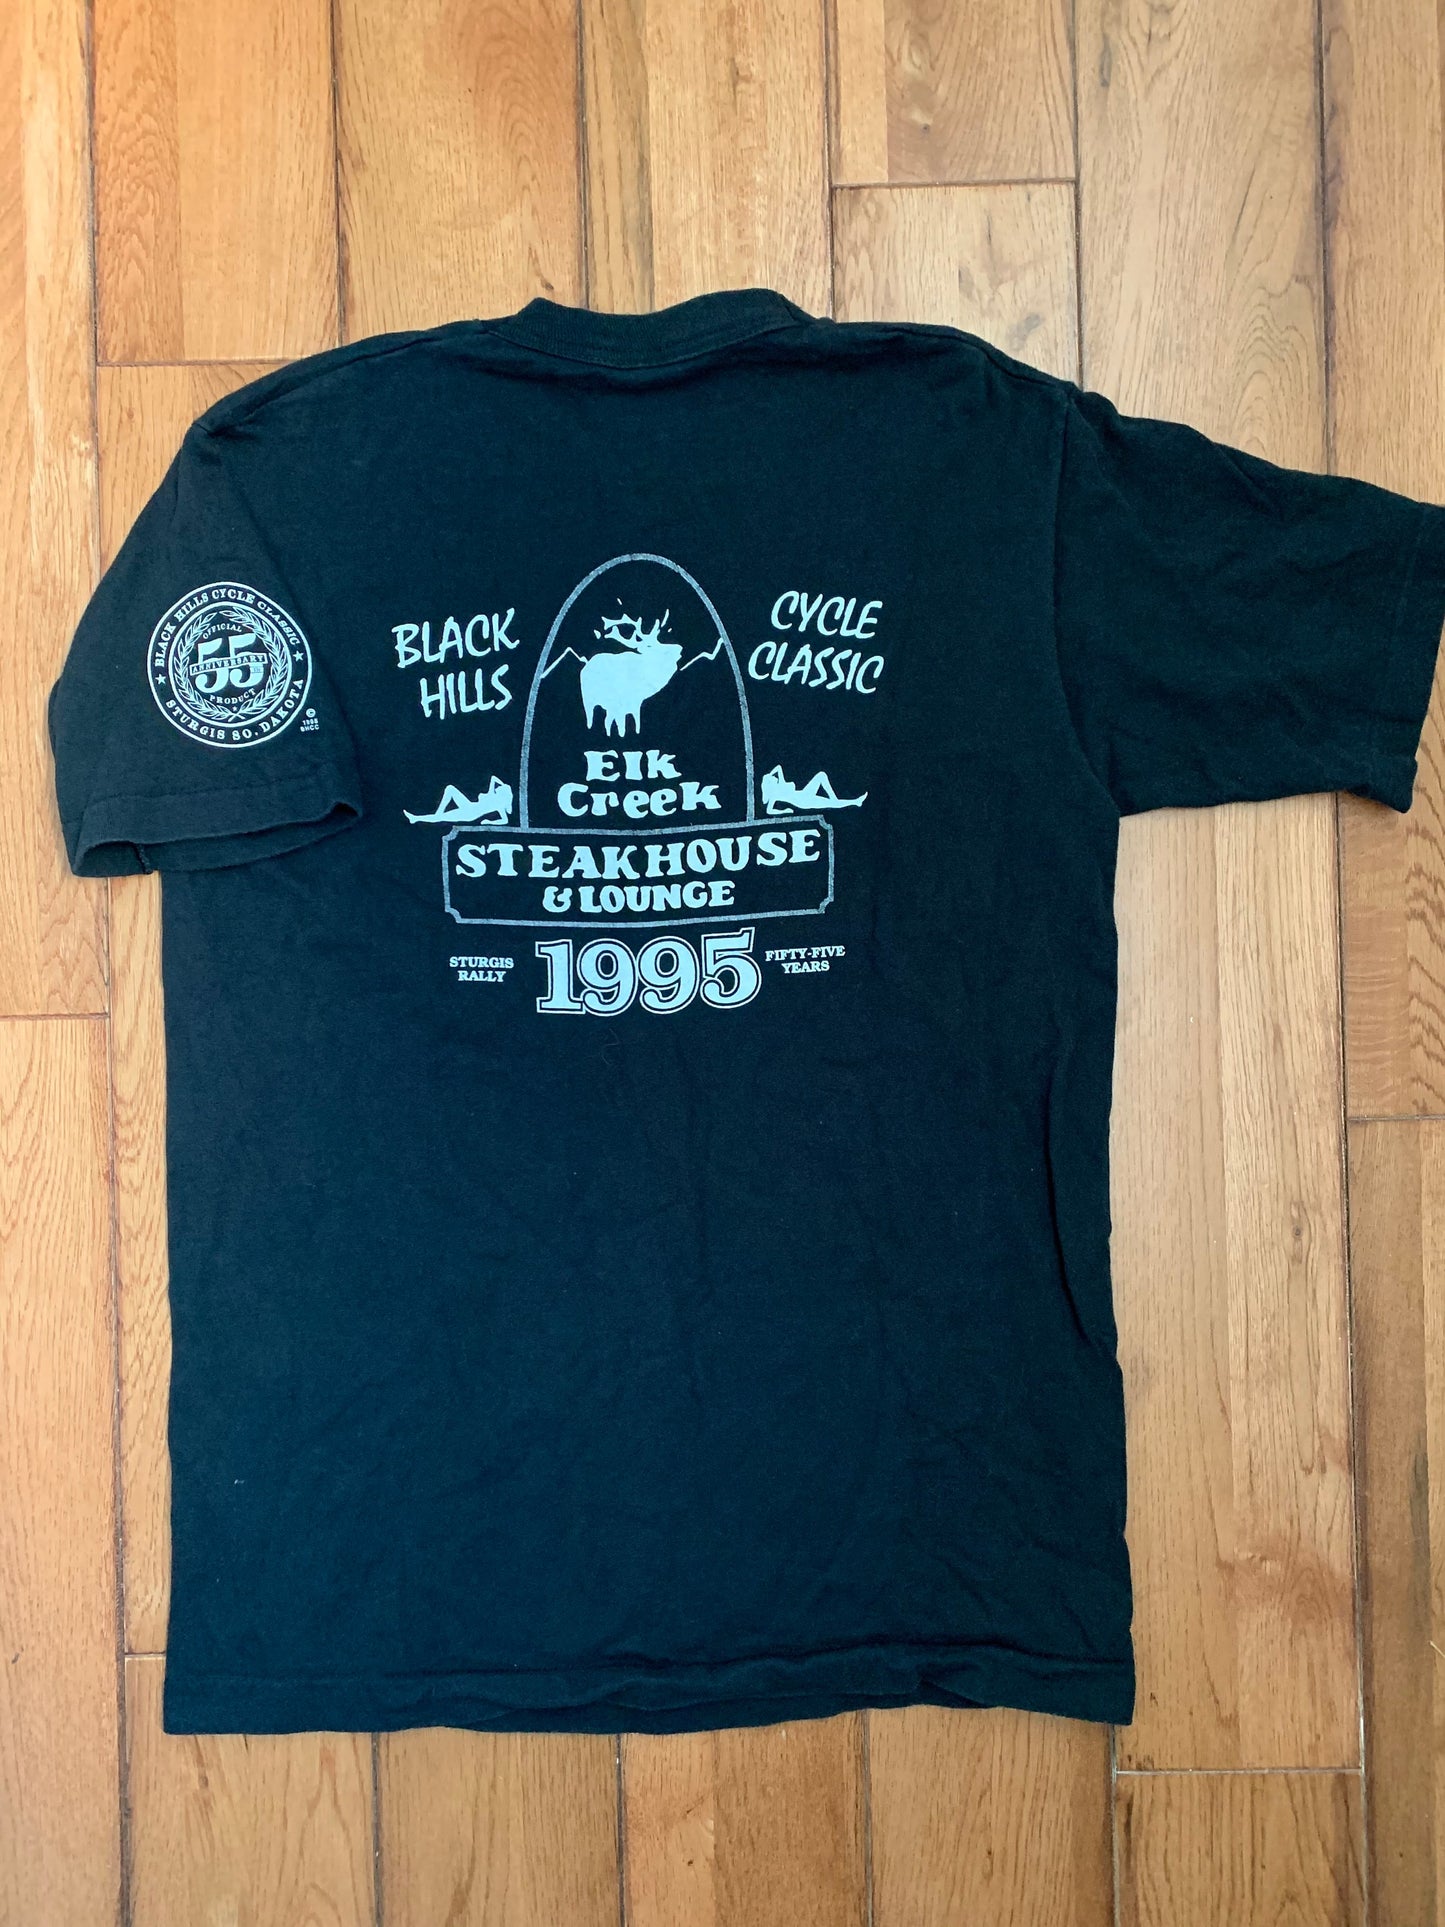 BLACK HILLS CYCLE CLASSIC
OFFICIAL
55
ANNIVERSARY
PRODUCT
STURGIS SO. DAKOTA
©
BHCC
BLACK
HILLS
CYCLE
CLASSIC
Elk
Creek
STEAKHOUSE
& LOUNGE
STURGIS
RALLY
1995
FIFTY-FIVE
YEARS